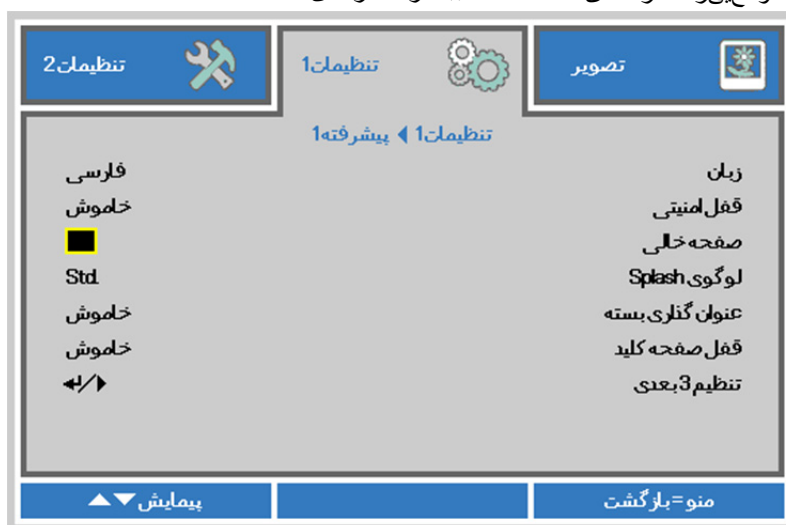 تصویر
تنظیمات1
تنظیمات2
تنظیمات1 ◀ پیشرفته1
زبان فارسی
قفل امنیتی خاموش
صفحه خالی
لوگوی Splash Std.
عنوان گذاری بسته خاموش
قفل صفحه کلید خاموش
تنظیم 3 بعدی
منو=بازگشت
پیمایش▼▲